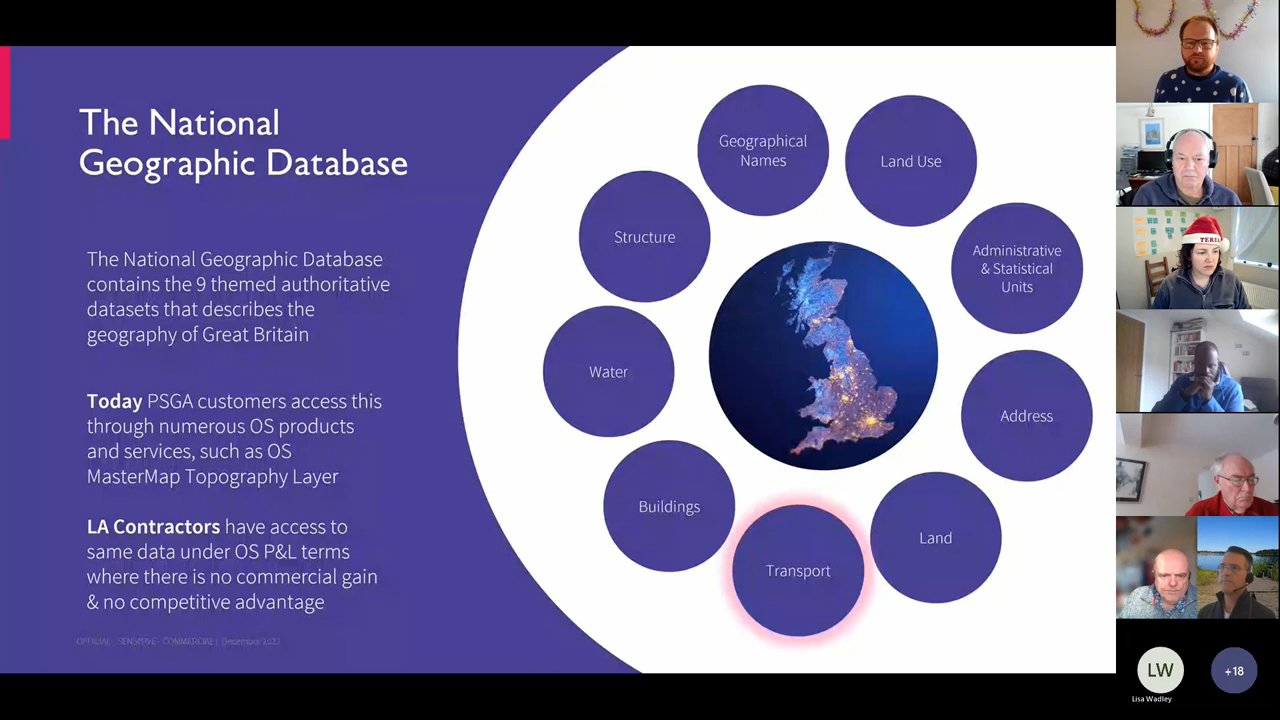 The National
Geographic Database
The National Geographic Database
contains the 9 themed authoritative
datasets that describes the
geography of Great Britain
Today PSGA customers access this
through numerous OS products
and services, such as OS
MasterMap Topography Layer
LA Contractors have access to
same data under OS P&L terms
where there is no commercial gain
& no competitive advantage
Geographical
Names
Land Use
Structure
Administrative
& Statistical
Units
Water
Address
Buildings
Land
Transport
LW
+18
Lisa Wadley